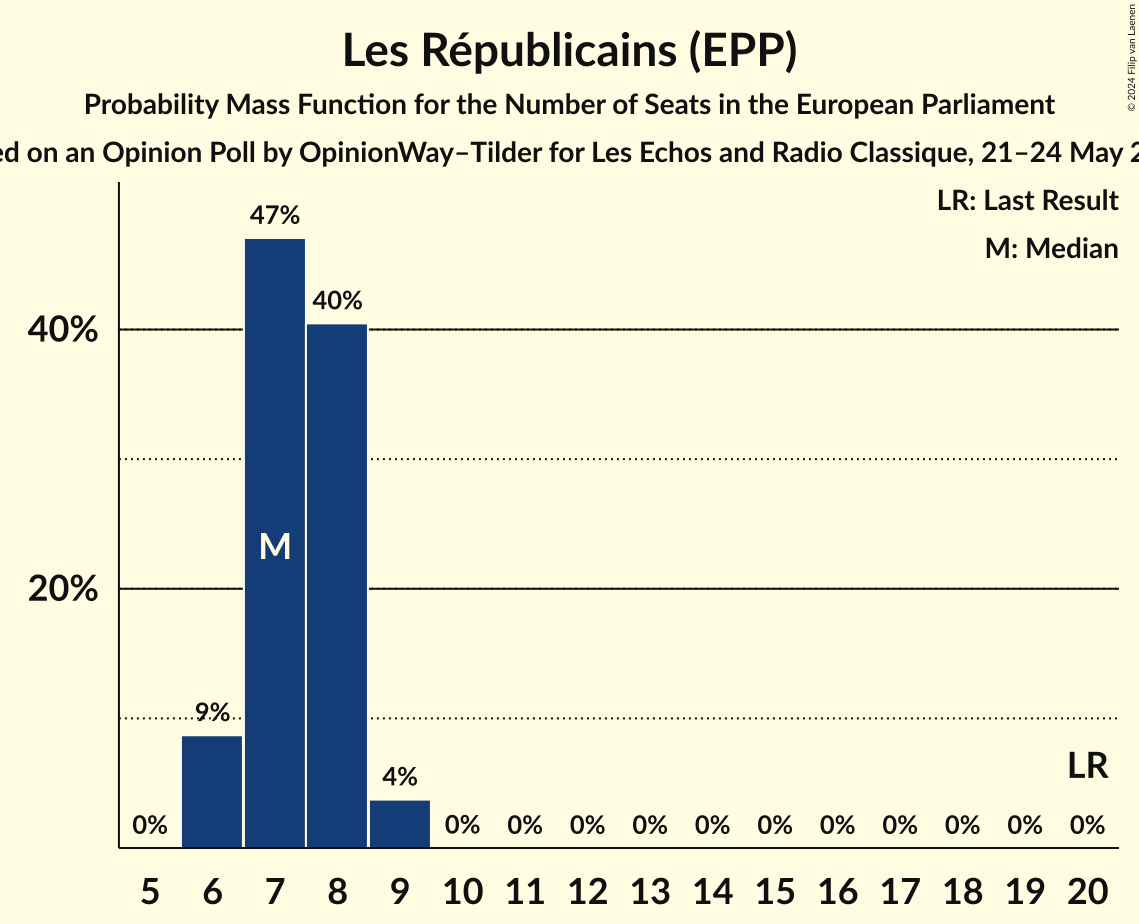 Les Républicains (EPP)
Probability Mass Function for the Number of Seats in the European Parliament
on an Opinion Poll by OpinionWay–Tilder for Les Echos and Radio Classique, 21–24 May
© 2024 Filip van Laenen
LR: Last Result
M: Median
47%
40%
40%
M
20%
9%
4%
LR
0% 0% 0% 0% 0% 0% 0% 0% 0% 0% 0% 0%
5 6 7 8 9 10 11 12 13 14 15 16 17 18 19 20